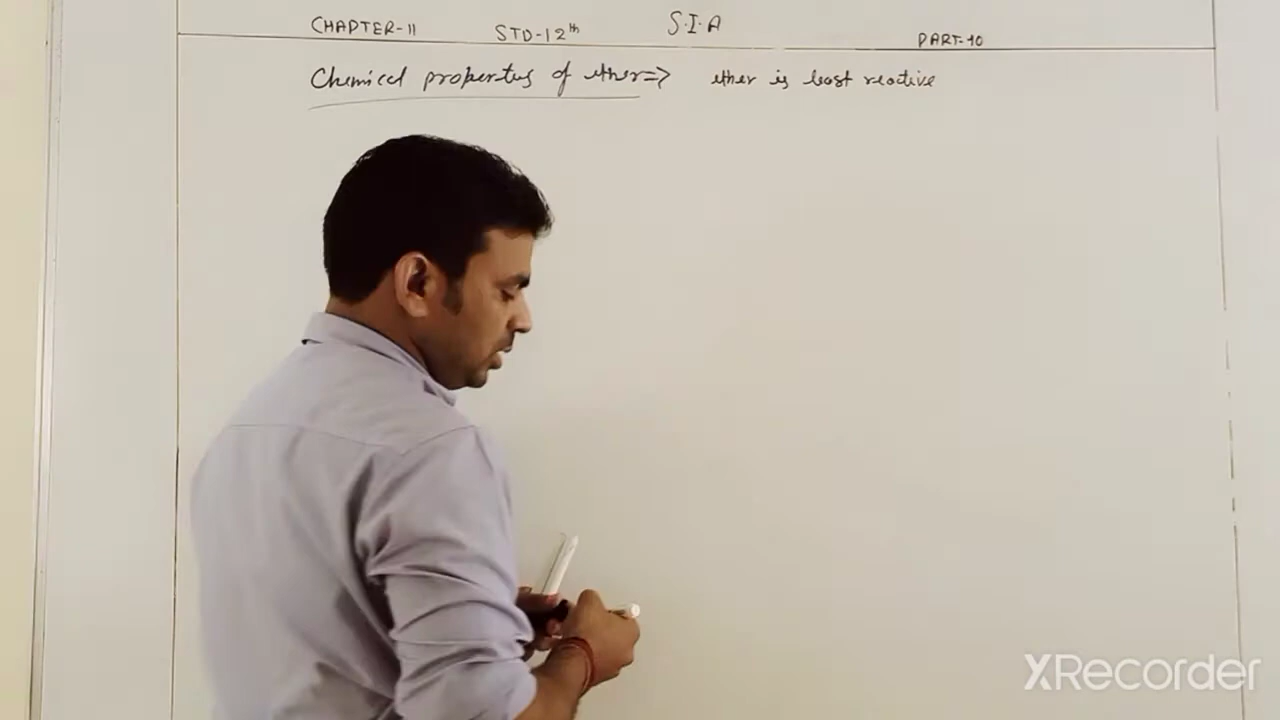 CHAPTER-11 STD-12th S.I.A PART-10
Chemical properties of ether=> ether is least reactive
XRecorder